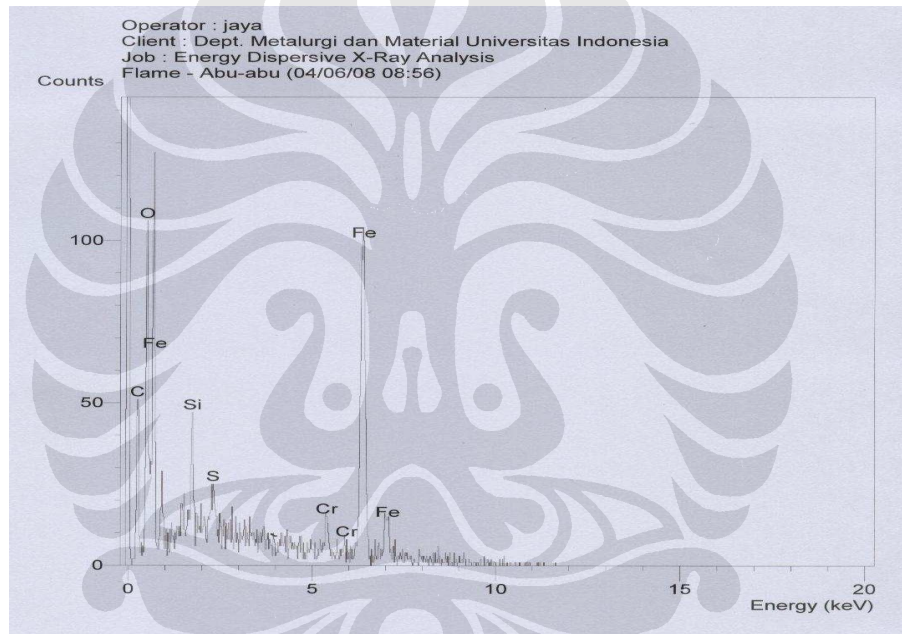 Operator : jaya
Client : Dept. Metalurgi dan Material Universitas Indonesia
Job : Energy Dispersive X-Ray Analysis
Flame - Abu-abu (04/06/08 08:56)
Counts
O
100
Fe
Fe
C
50
Si
S
Cr
Cr
Fe
0
0 5 10 15 20
Energy (keV)